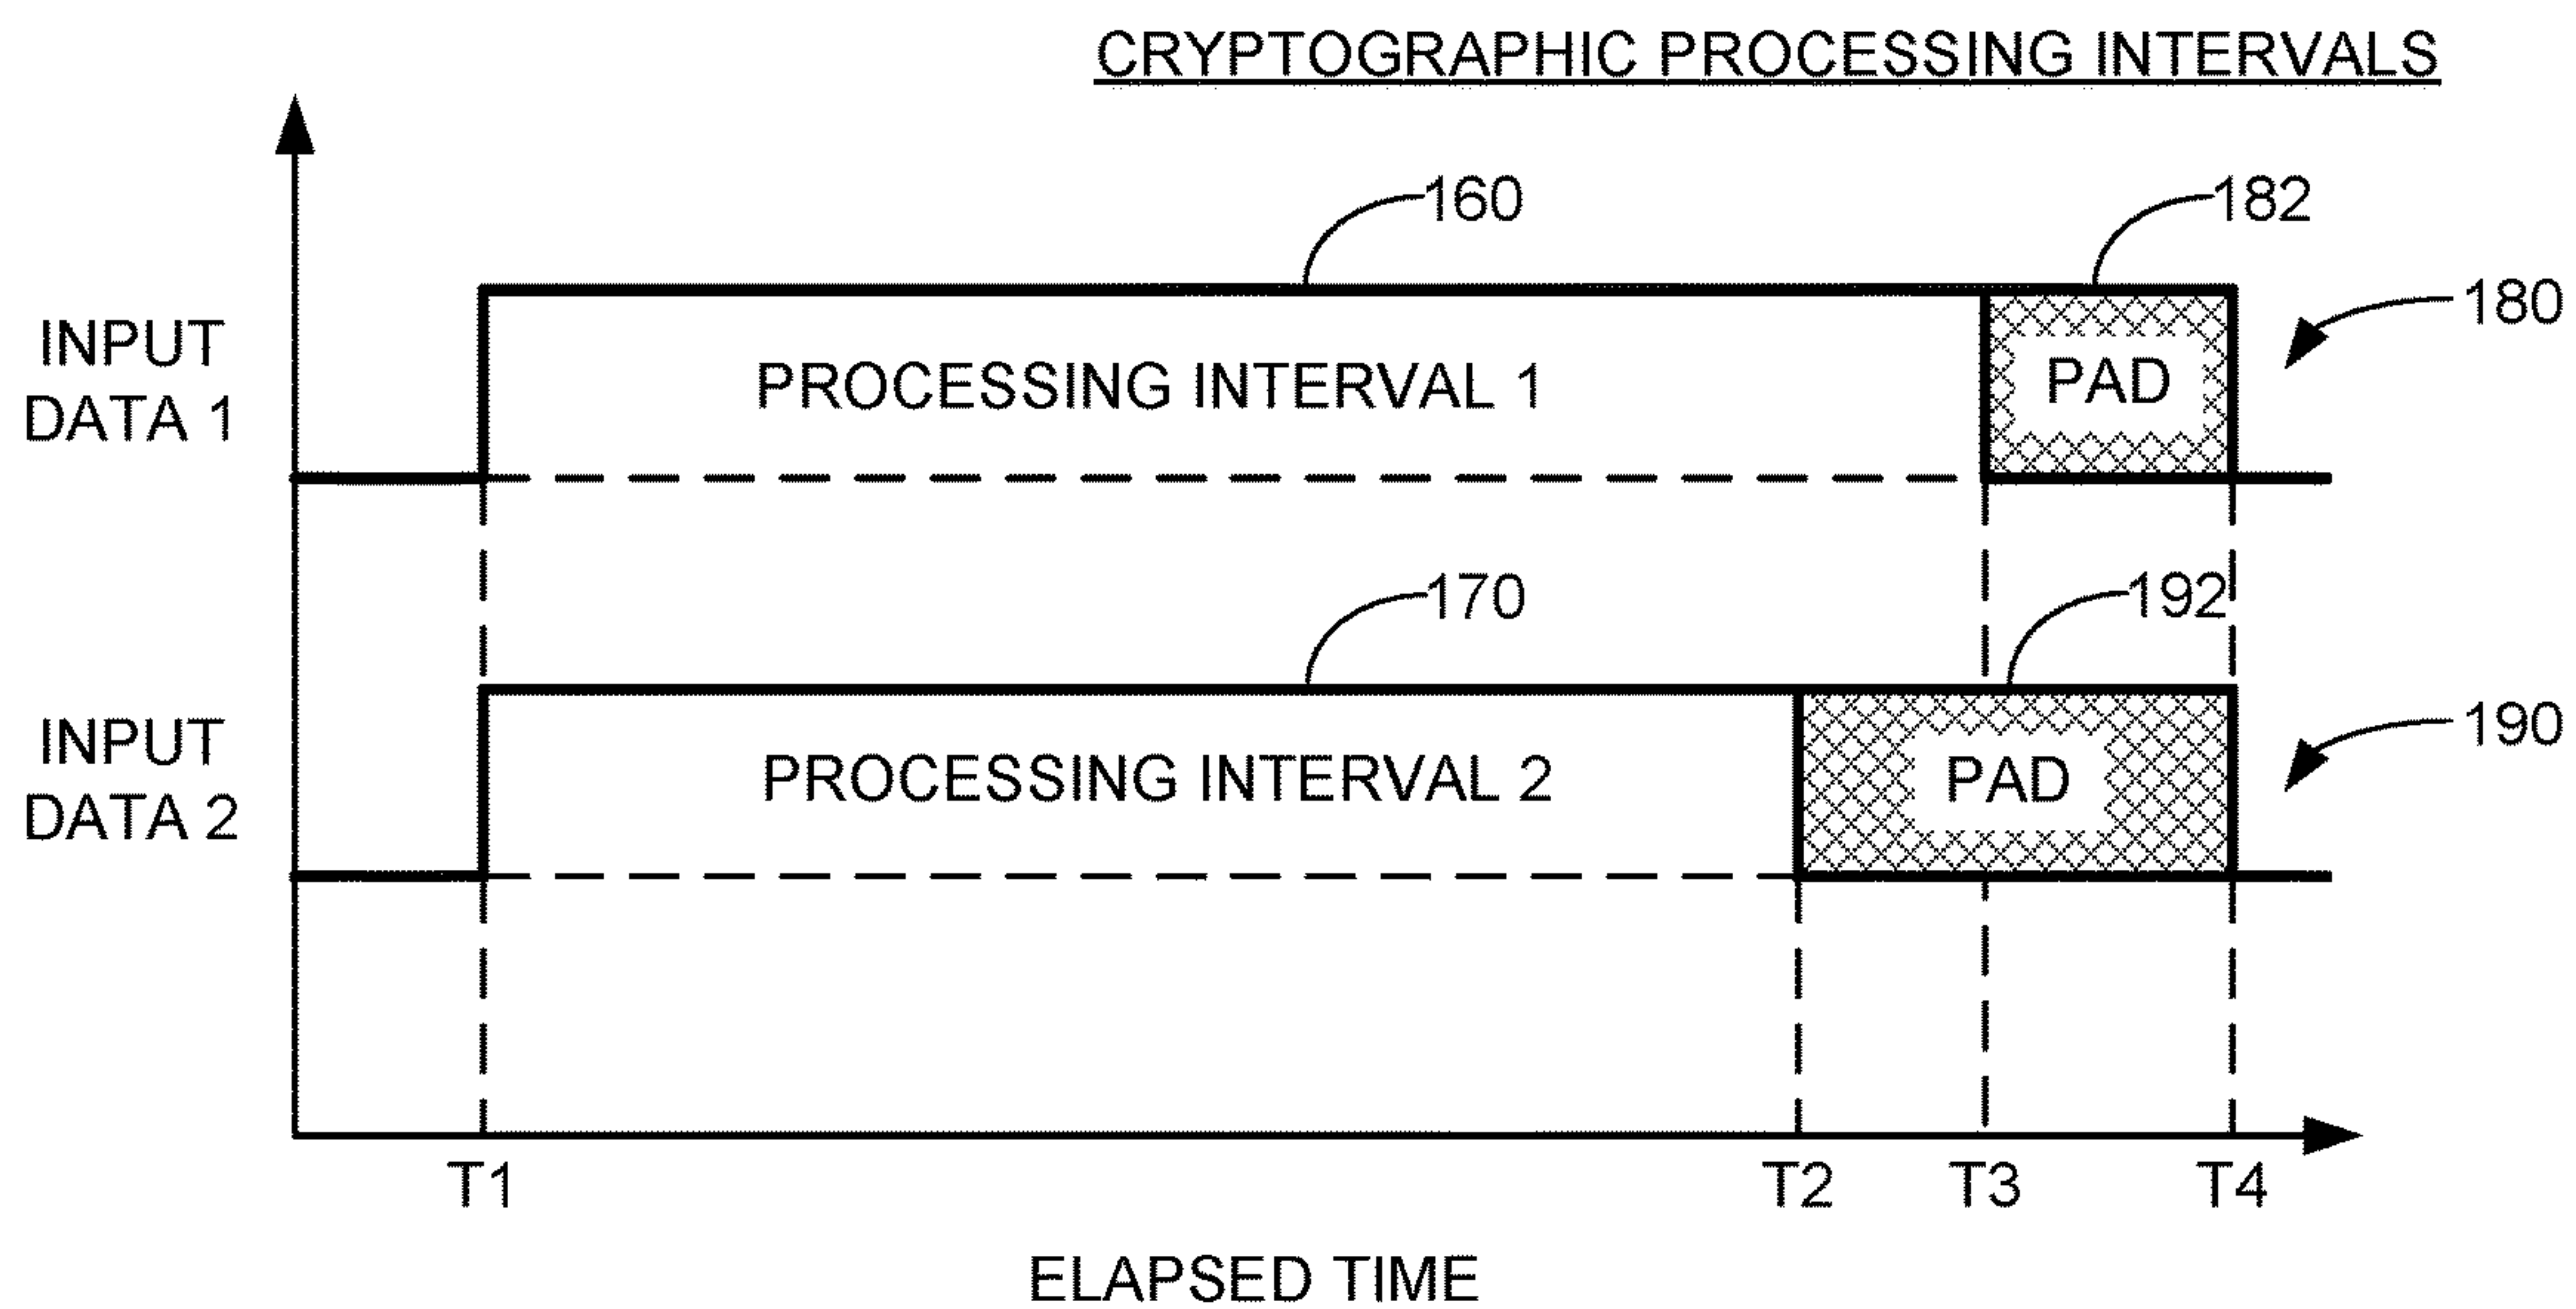 CRYPTOGRAPHIC PROCESSING INTERVALS
160
182
180
INPUT
DATA 1
PROCESSING INTERVAL 1
PAD
170
192
190
INPUT
DATA 2
PROCESSING INTERVAL 2
PAD
T1
T2
T3
T4
ELAPSED TIME